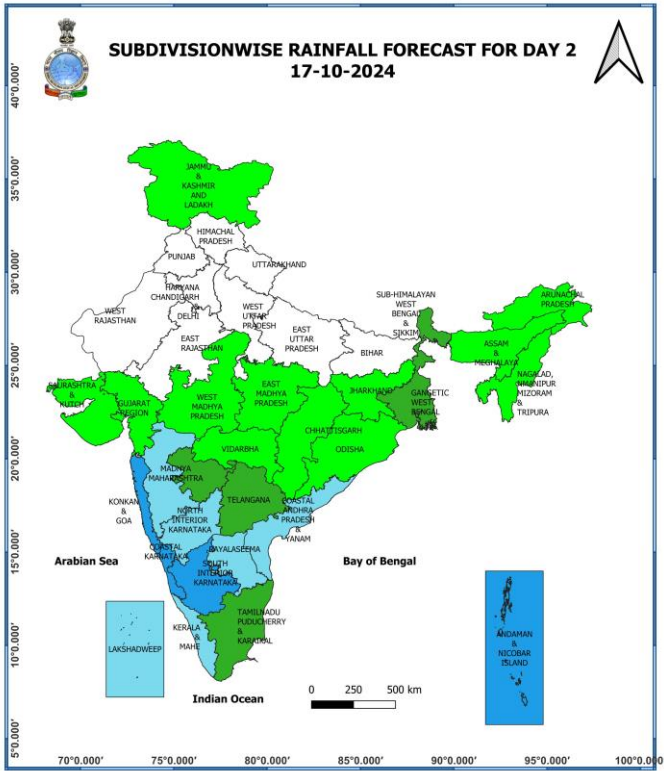 SUBDIVISIONWISE RAINFALL FORECAST FOR DAY 2
17-10-2024
40°0.000'
35°0.000'
30°0.000'
25°0.000'
20°0.000'
15°0.000'
10°0.000'
5°0.000'
JAMMU
&
KASHMIR
AND
LADAKH
HIMACHAL
PRADESH
PUNJAB
UTTARAKHAND
HARYANA
CHANDIGARH
&
DELHI
WEST
RAJASTHAN
EAST
RAJASTHAN
WEST
UTTAR
PRADESH
EAST
UTTAR
PRADESH
BIHAR
SUB-HIMALAYAN
WEST
BENGAL
&
SIKKIM
ARUNACHAL
PRADESH
ASSAM
&
MEGHALAYA
NAGALAD,
MNIPUR
MIZORAM
&
TRIPURA
SAURASHTRA
&
KUTCH
GUJARAT
REGION
WEST
MADHYA
PRADESH
EAST
MADHYA
PRADESH
JHARKHAND
GANGETIC
WEST
BENGAL
CHHATTISGARH
ODISHA
VIDARBHA
MADHYA
MAHARASHTRA
TELANGANA
KONKAN
&
GOA
NORTH
INTERIOR
KARNATAKA
COASTAL
ANDHRA
PRADESH
&
YANAM
COASTAL
KARNATAKA
RAYALASEEMA
SOUTH
INTERIOR
KARNATAKA
Arabian Sea
Bay of Bengal
LAKSHADWEEP
KERALA
&
MAHE
TAMILNADU
PUDUCHERRY
&
KARAIKAL
ANDAMAN
&
NICOBAR
ISLAND
Indian Ocean
0 250 500 km
70°0.000' 75°0.000' 80°0.000' 85°0.000' 90°0.000' 95°0.000' 100°0.000'